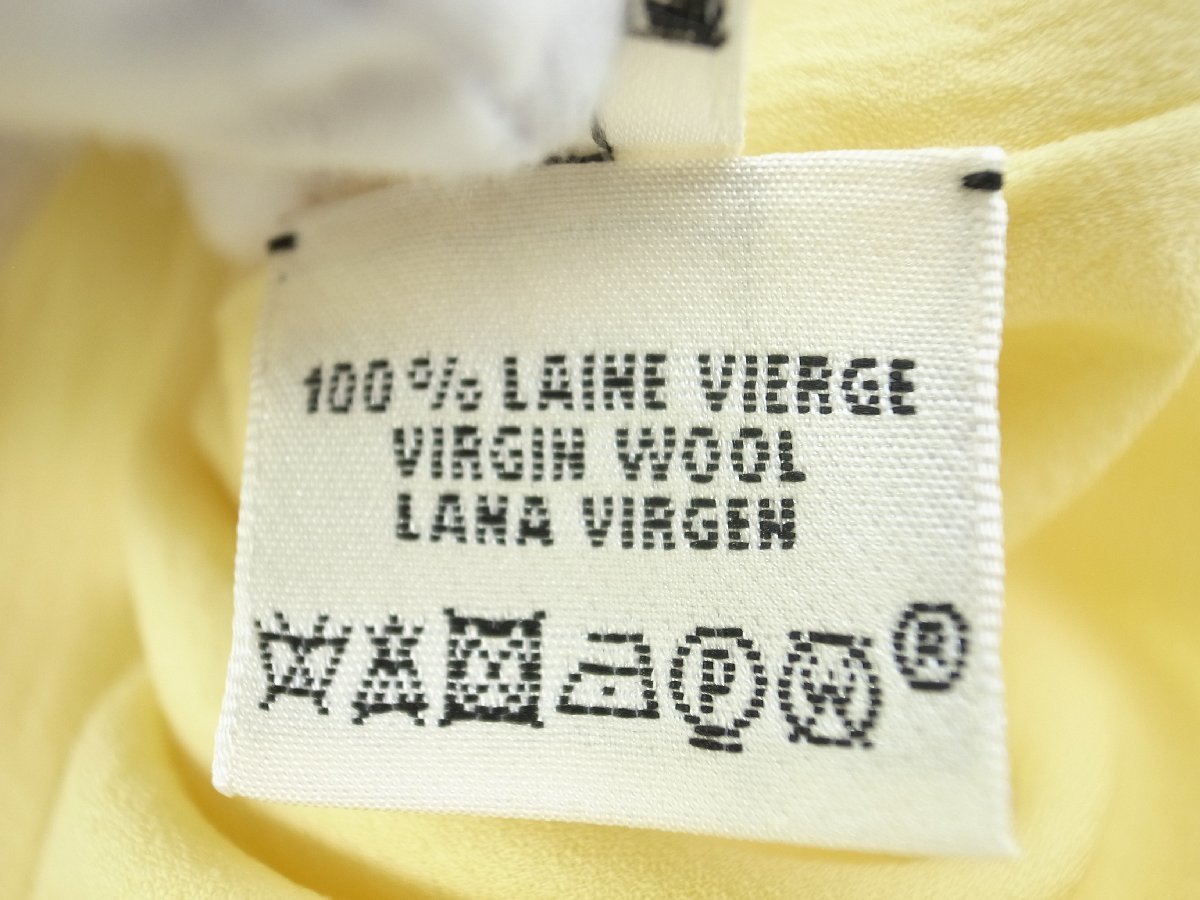 100% LAINE VIERGE
VIRGIN WOOL
LANA VIRGEN
P W ®